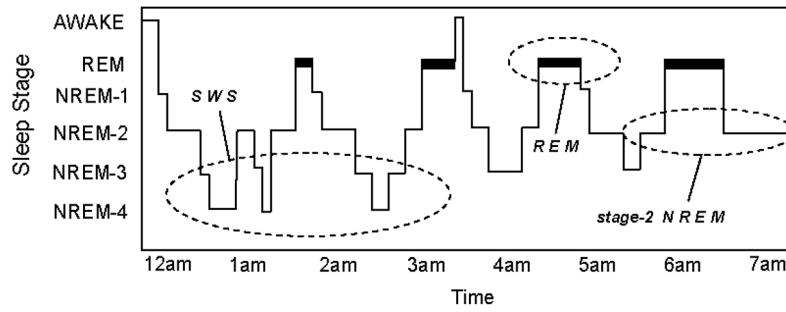 AWAKE
REM
NREM-1
NREM-2
NREM-3
NREM-4
Sleep Stage
SWS
REM
stage-2 NREM
12am 1am 2am 3am 4am 5am 6am 7am
Time